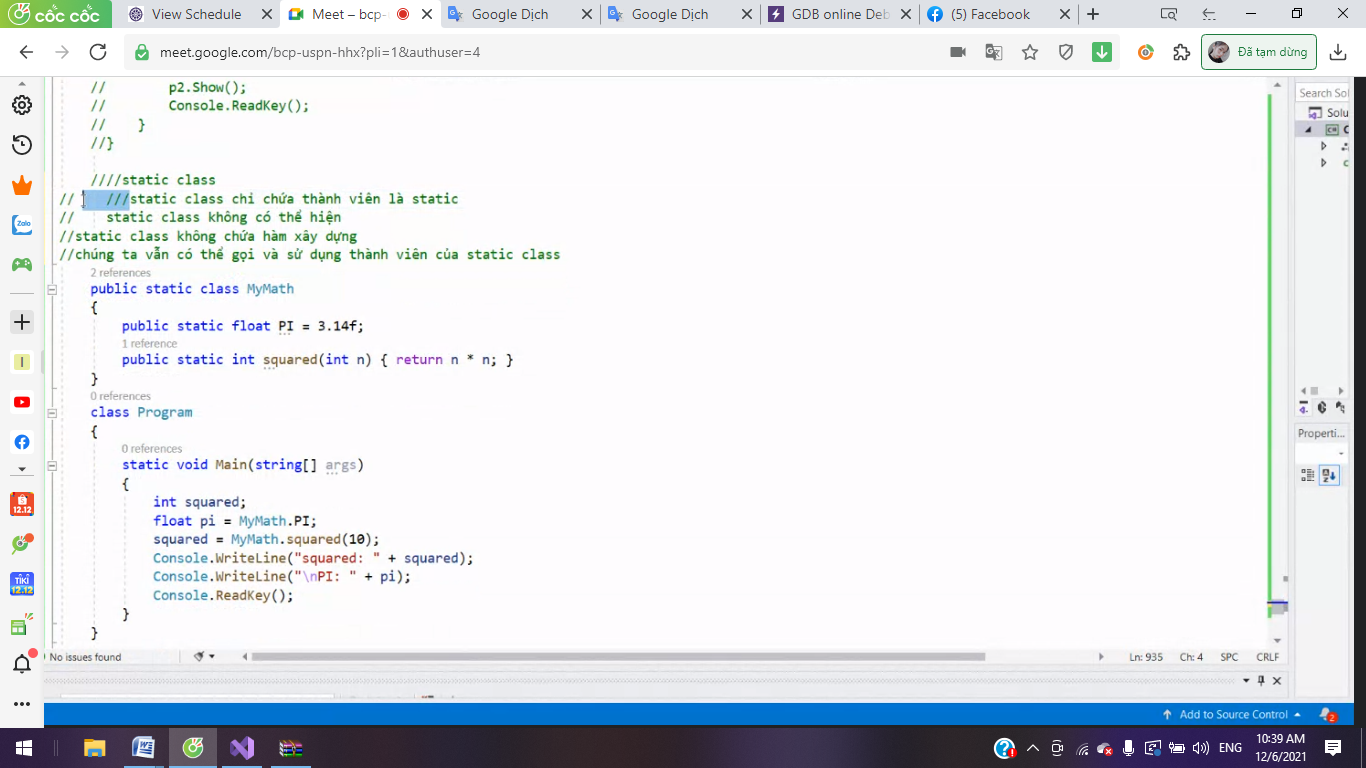 cốc cốc View Schedule Meet – bcp- Google Dịch Google Dịch GDB online Deb (5) Facebook
meet.google.com/bcp-uspn-hhx?pli=1&authuser=4 Đã tạm dừng
// p2.Show();
// Console.ReadKey();
// }
//}
////static class
// ///static class chỉ chứa thành viên là static
// static class không có thể hiện
//static class không chứa hàm xây dựng
//chúng ta vẫn có thể gọi và sử dụng thành viên của static class
2 references
public static class MyMath
{
public static float PI = 3.14f;
1 reference
public static int squared(int n) { return n * n; }
}
0 references
class Program
{
0 references
static void Main(string[] args)
{
int squared;
float pi = MyMath.PI;
squared = MyMath.squared(10);
Console.WriteLine("squared: " + squared);
Console.WriteLine("\nPI: " + pi);
Console.ReadKey();
}
}
No issues found Ln: 935 Ch: 4 SPC CRLF
Search Sol
Solu
C
Properti...
Zalo
I
12.12
TIKI
12.12
Add to Source Control 2
ENG 10:39 AM
12/6/2021